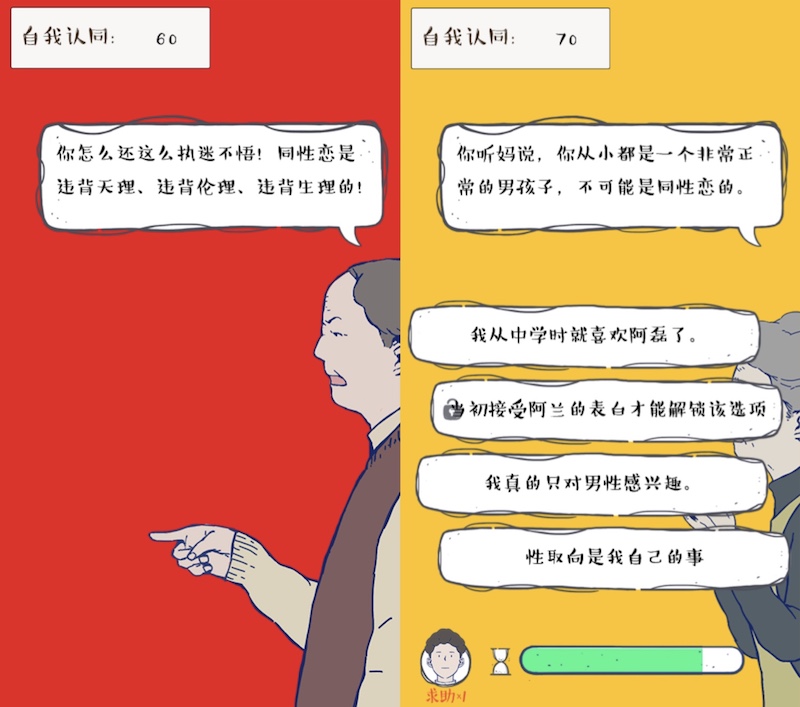 自我认同： 60
你怎么还这么执迷不悟！同性恋是
违背天理、违背伦理、违背生理的！
自我认同： 70
你听妈说，你从小都是一个非常正
常的男孩子，不可能是同性恋的。
我从中学时就喜欢阿磊了。
当初接受阿兰的表白才能解锁该选项
我真的只对男性感兴趣。
性取向是我自己的事
求助×1